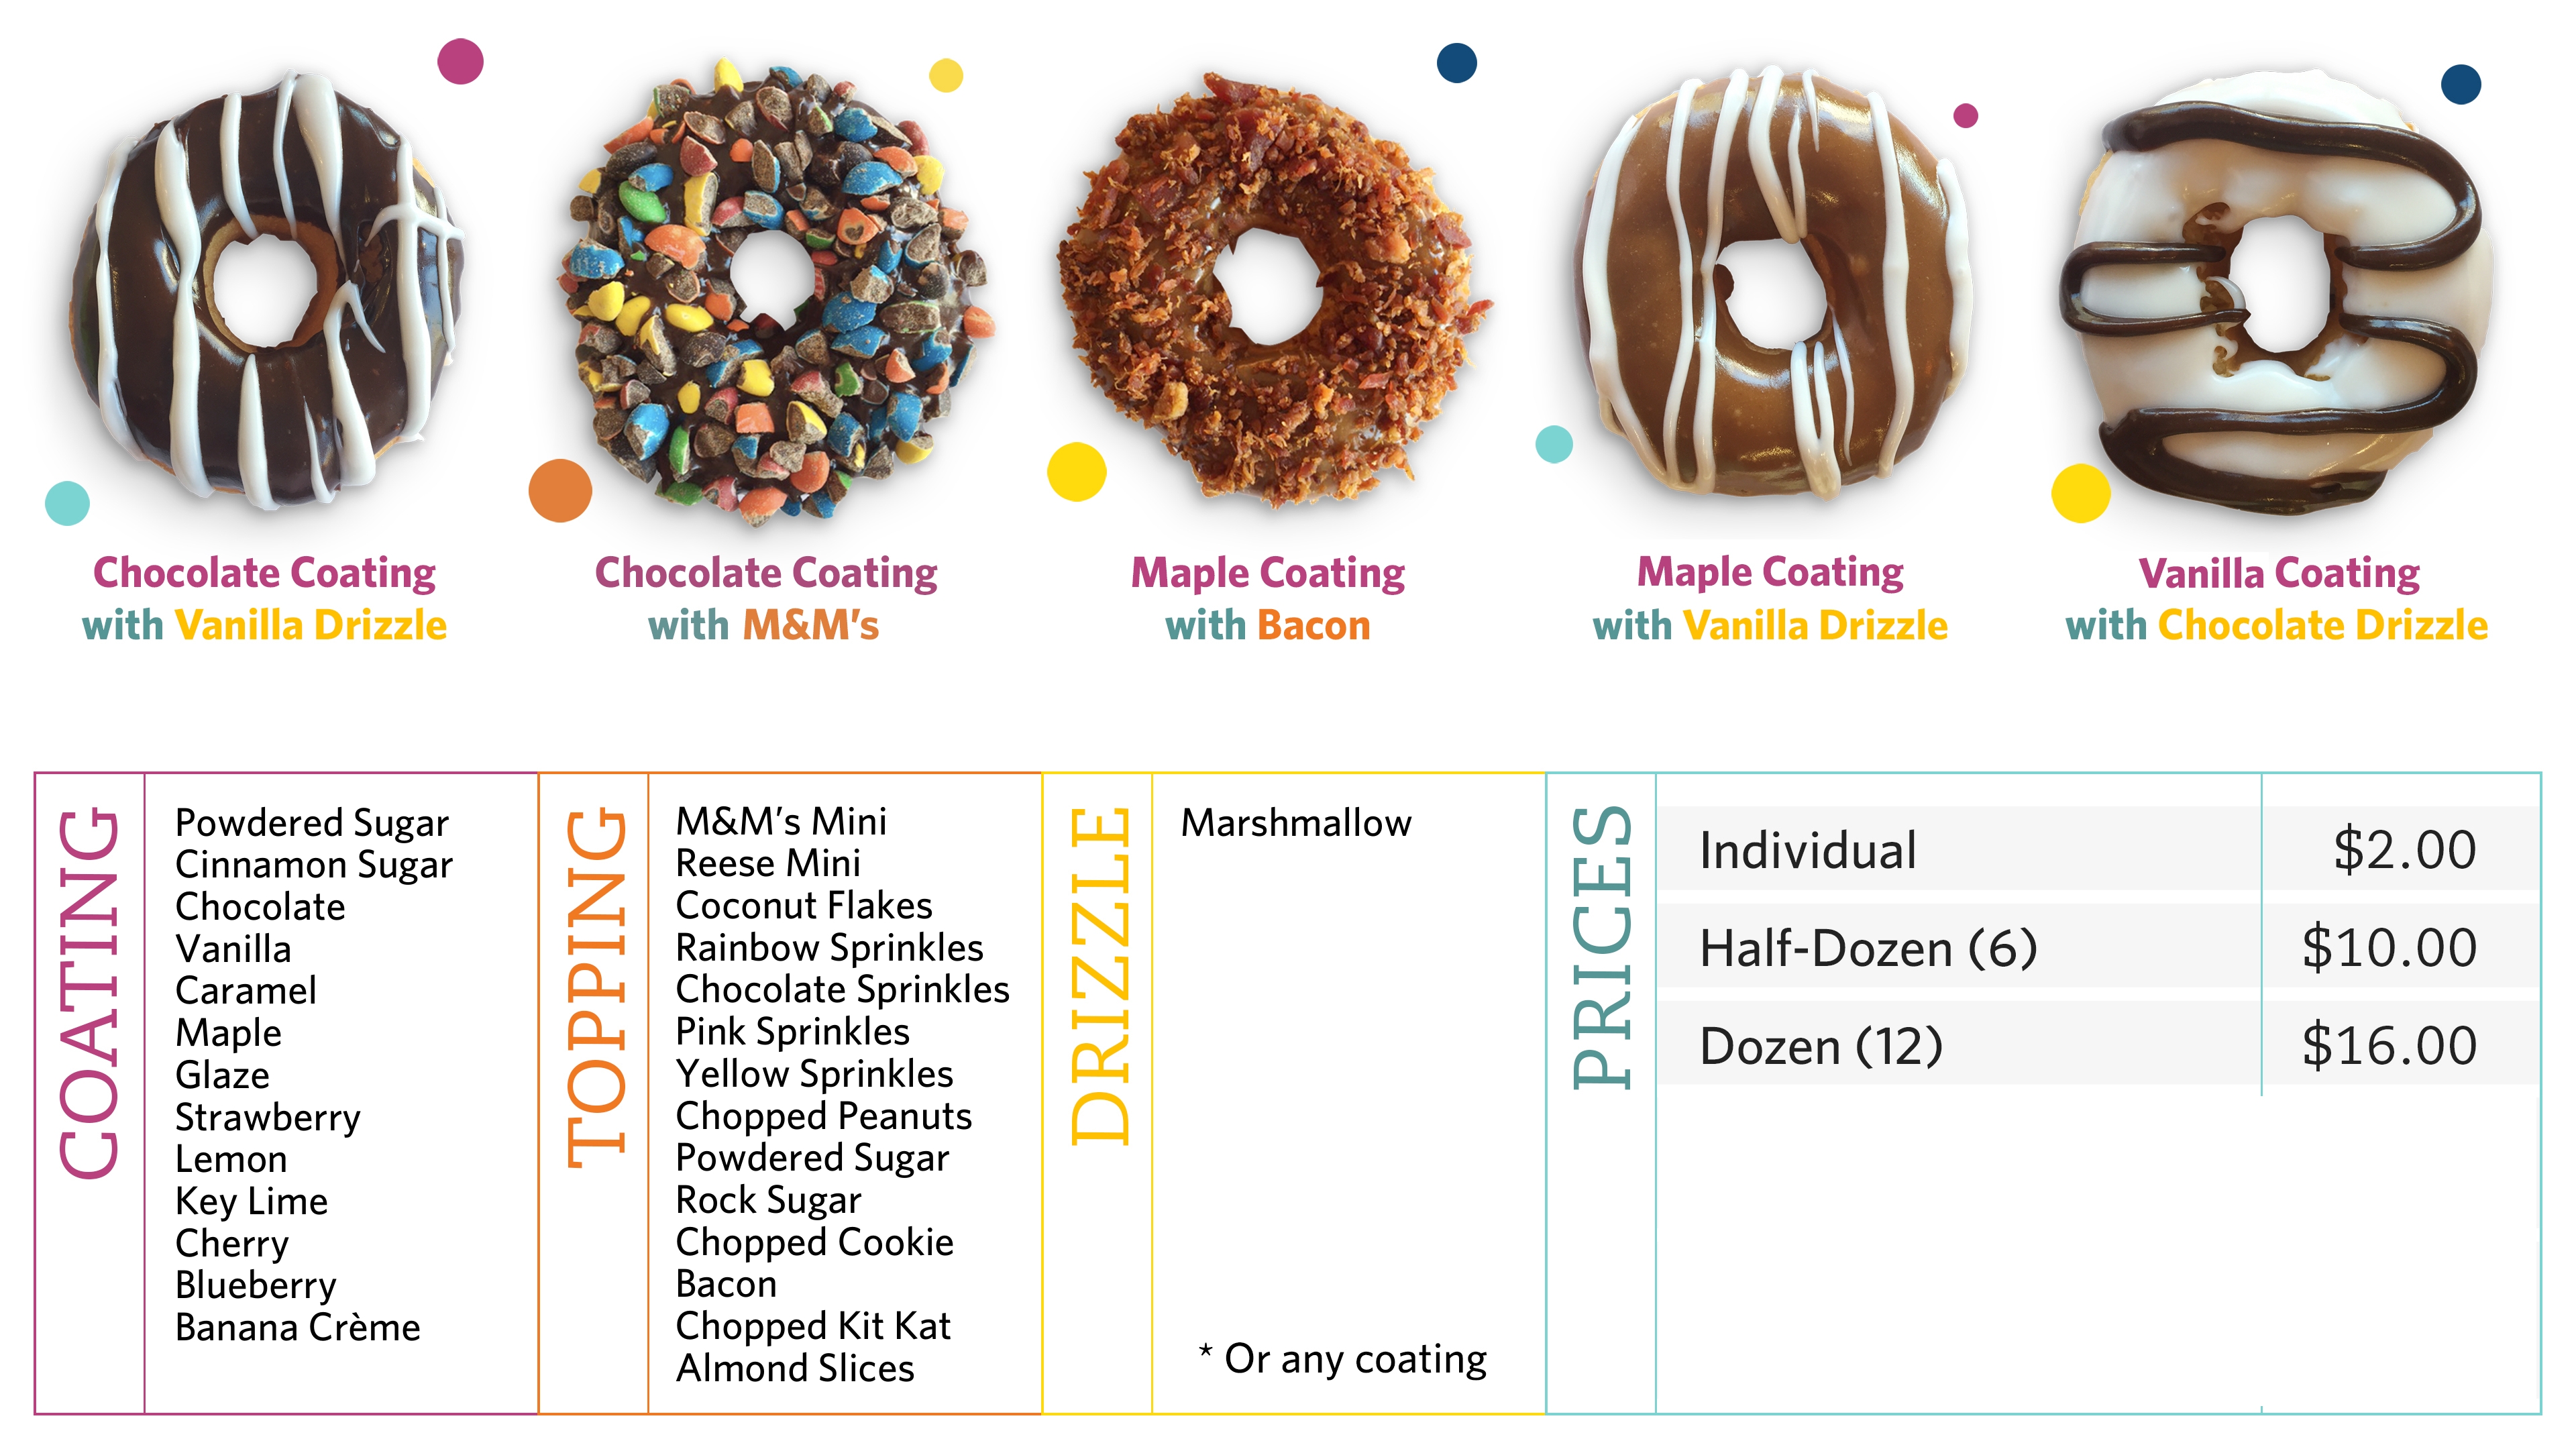 Chocolate Coating
with Vanilla Drizzle
Chocolate Coating
with M&M's
Maple Coating
with Bacon
Maple Coating
with Vanilla Drizzle
Vanilla Coating
with Chocolate Drizzle
COATING
Powdered Sugar
Cinnamon Sugar
Chocolate
Vanilla
Caramel
Maple
Glaze
Strawberry
Lemon
Key Lime
Cherry
Blueberry
Banana Crème
TOPPING
M&M's Mini
Reese Mini
Coconut Flakes
Rainbow Sprinkles
Chocolate Sprinkles
Pink Sprinkles
Yellow Sprinkles
Chopped Peanuts
Powdered Sugar
Rock Sugar
Chopped Cookie
Bacon
Chopped Kit Kat
Almond Slices
DRIZZLE
Marshmallow
* Or any coating
PRICES
Individual $2.00
Half-Dozen (6) $10.00
Dozen (12) $16.00